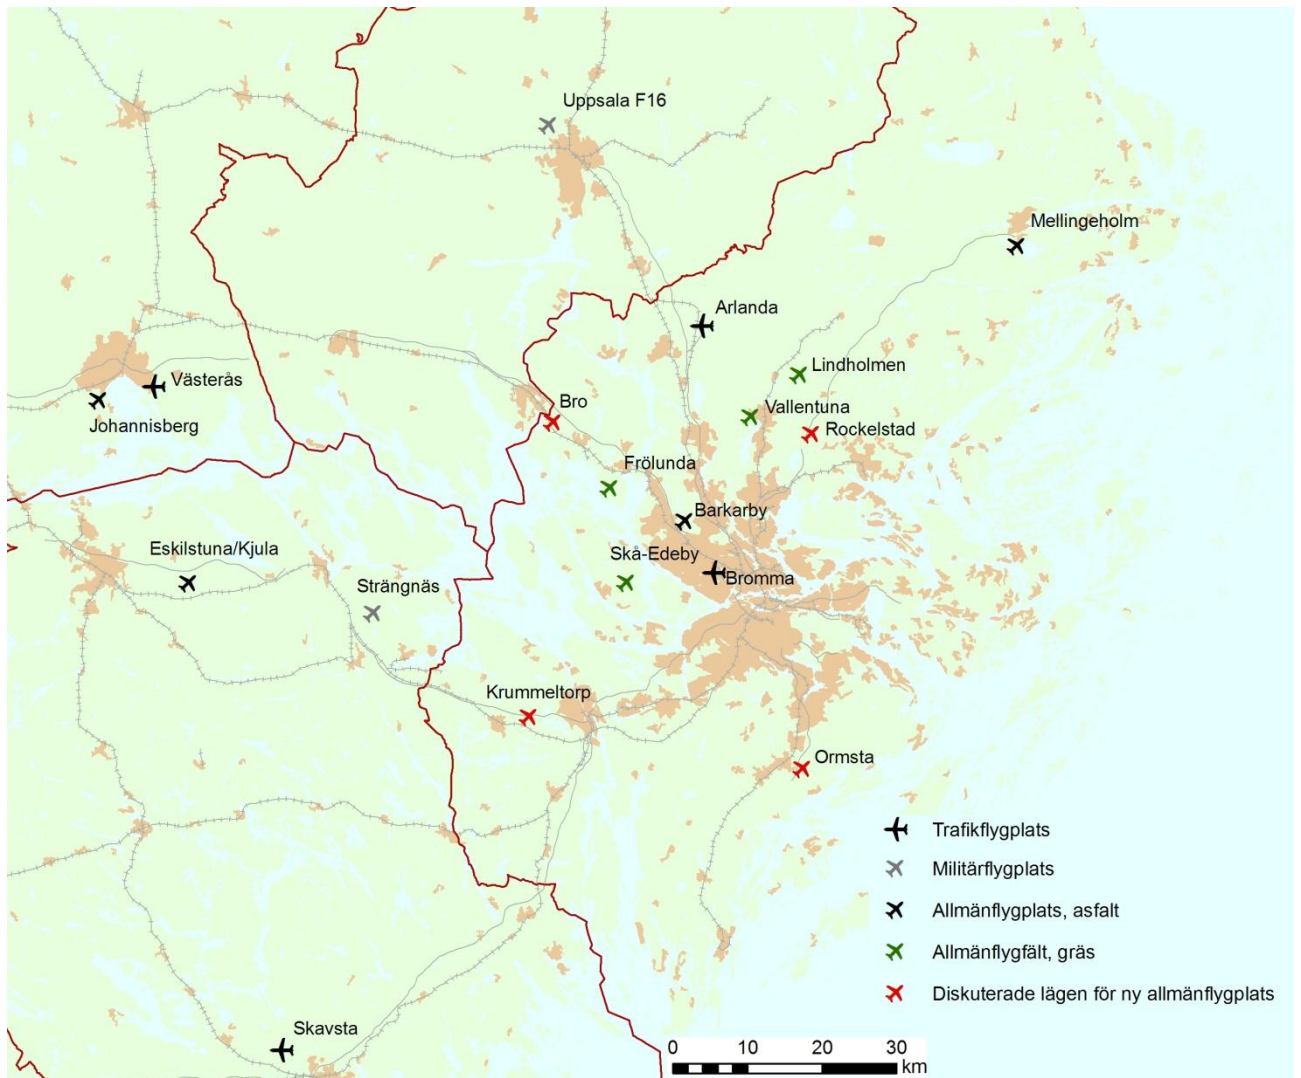 Uppsala F16
Mellingeholm
Arlanda
Lindholmen
Västerås
Johannisberg
Bro
Vallentuna
Rockelstad
Frölunda
Barkarby
Eskilstuna/Kjula
Skå-Edeby
Bromma
Strängnäs
Krummeltorp
Ormsta
Trafikflygplats
Militärflygplats
Allmänflygplats, asfalt
Allmänflygfält, gräs
Diskuterade lägen för ny allmänflygplats
Skavsta
0 10 20 30
km